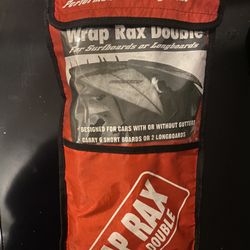 Wrap Rax Double
For Surfboards or Longboards
• DESIGNED FOR CARS WITH OR WITHOUT GUTTERS
• CARRY 6 SHORT BOARDS OR 2 LONGBOARDS
WRAP RAX
DOUBLE